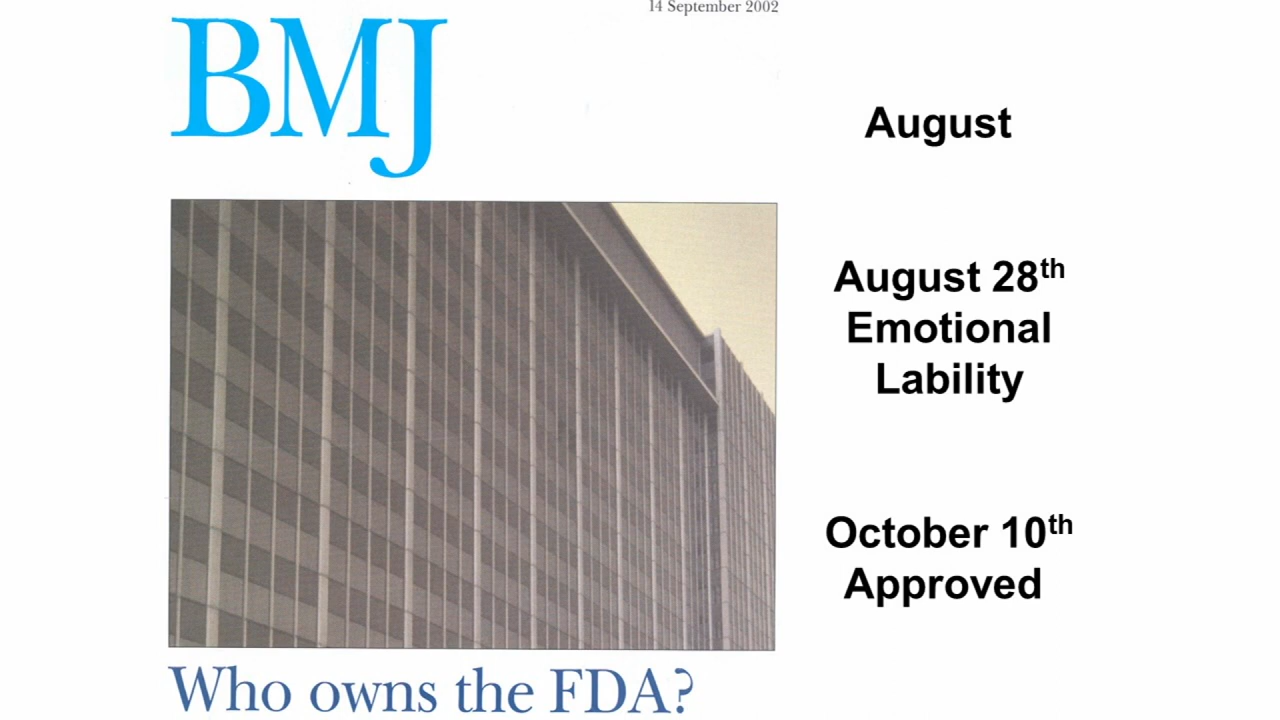 14 September 2002
BMJ
August
August 28th
Emotional
Lability
October 10th
Approved
Who owns the FDA?